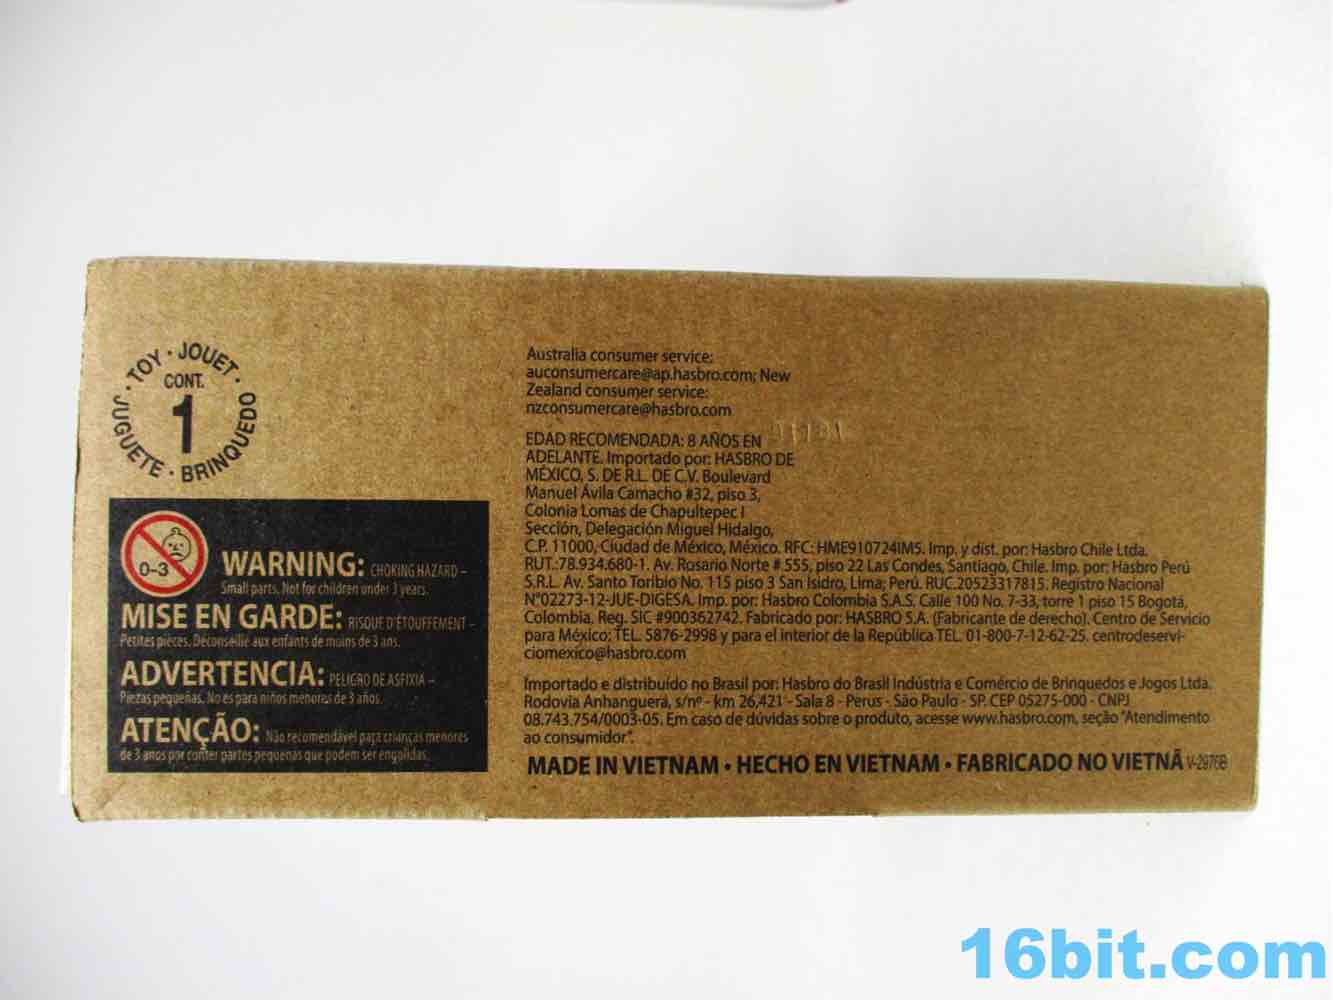 TOY · JOUET · BRINQUEDO · JUGUETE ·
CONT.
1
0-3
WARNING: CHOKING HAZARD –
Small parts. Not for children under 3 years.
MISE EN GARDE: RISQUE D'ÉTOUFFEMENT –
Petites pièces. Déconseillé aux enfants de moins de 3 ans.
ADVERTENCIA: PELIGRO DE ASFIXIA –
Piezas pequeñas. No es para niños menores de 3 años.
ATENÇÃO: Não recomendável para crianças menores
de 3 anos por conter partes pequenas que podem ser engolidas.
Australia consumer service:
auconsumercare@ap.hasbro.com; New
Zealand consumer service:
nzconsumercare@hasbro.com
EDAD RECOMENDADA: 8 AÑOS EN
ADELANTE. Importado por: HASBRO DE
MÉXICO, S. DE R.L. DE C.V. Boulevard
Manuel Ávila Camacho #32, piso 3,
Colonia Lomas de Chapultepec I
Sección, Delegación Miguel Hidalgo,
C.P. 11000, Ciudad de México, México. RFC: HME910724IM5. Imp. y dist. por: Hasbro Chile Ltda.
RUT.:78.934.680-1. Av. Rosario Norte # 555, piso 22 Las Condes, Santiago, Chile. Imp. por: Hasbro Perú
S.R.L. Av. Santo Toribio No. 115 piso 3 San Isidro, Lima; Perú. RUC.20523317815. Registro Nacional
N°02273-12-JUE-DIGESA. Imp. por: Hasbro Colombia S.A.S. Calle 100 No. 7-33, torre 1 piso 15 Bogotá,
Colombia. Reg. SIC #900362742. Fabricado por: HASBRO S.A. (Fabricante de derecho). Centro de Servicio
para México: TEL. 5876-2998 y para el interior de la República TEL. 01-800-7-12-62-25. centrodeservi-
ciomexico@hasbro.com
Importado e distribuído no Brasil por: Hasbro do Brasil Indústria e Comércio de Brinquedos e Jogos Ltda.
Rodovia Anhanguera, s/nº - km 26,421 - Sala 8 - Perus - São Paulo - SP. CEP 05275-000 - CNPJ
08.743.754/0003-05. Em caso de dúvidas sobre o produto, acesse www.hasbro.com, seção "Atendimento
ao consumidor".
MADE IN VIETNAM · HECHO EN VIETNAM · FABRICADO NO VIETNÃ V-2976B
16bit.com